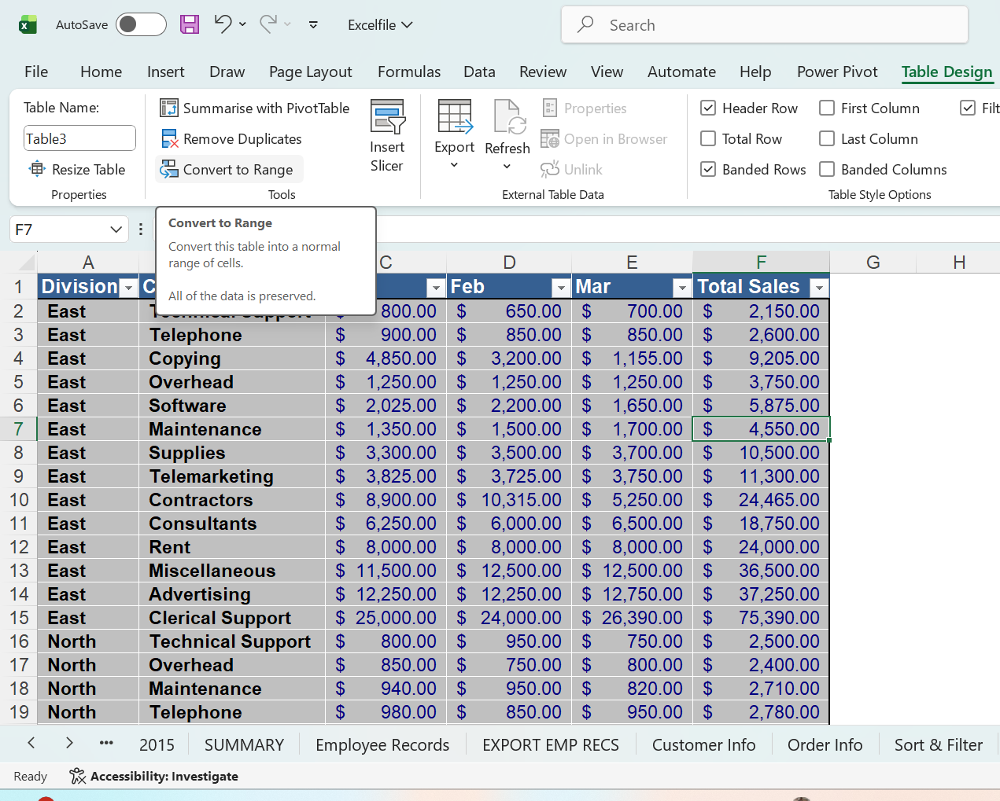 AutoSave Excelfile Search
File Home Insert Draw Page Layout Formulas Data Review View Automate Help Power Pivot Table Design
Table Name:
Table3
Resize Table
Properties
Summarise with PivotTable
Remove Duplicates
Convert to Range
Tools
Insert
Slicer
Export
Refresh
Properties
Open in Browser
Unlink
External Table Data
Header Row First Column
Total Row Last Column
Banded Rows Banded Columns
Table Style Options
F7
Convert to Range
Convert this table into a normal
range of cells.
All of the data is preserved.
A C D E F G H
1 Division Feb Mar Total Sales
2 East Technical Support $ 800.00 $ 650.00 $ 700.00 $ 2,150.00
3 East Telephone $ 900.00 $ 850.00 $ 850.00 $ 2,600.00
4 East Copying $ 4,850.00 $ 3,200.00 $ 1,155.00 $ 9,205.00
5 East Overhead $ 1,250.00 $ 1,250.00 $ 1,250.00 $ 3,750.00
6 East Software $ 2,025.00 $ 2,200.00 $ 1,650.00 $ 5,875.00
7 East Maintenance $ 1,350.00 $ 1,500.00 $ 1,700.00 $ 4,550.00
8 East Supplies $ 3,300.00 $ 3,500.00 $ 3,700.00 $ 10,500.00
9 East Telemarketing $ 3,825.00 $ 3,725.00 $ 3,750.00 $ 11,300.00
10 East Contractors $ 8,900.00 $ 10,315.00 $ 5,250.00 $ 24,465.00
11 East Consultants $ 6,250.00 $ 6,000.00 $ 6,500.00 $ 18,750.00
12 East Rent $ 8,000.00 $ 8,000.00 $ 8,000.00 $ 24,000.00
13 East Miscellaneous $ 11,500.00 $ 12,500.00 $ 12,500.00 $ 36,500.00
14 East Advertising $ 12,250.00 $ 12,250.00 $ 12,750.00 $ 37,250.00
15 East Clerical Support $ 25,000.00 $ 24,000.00 $ 26,390.00 $ 75,390.00
16 North Technical Support $ 800.00 $ 950.00 $ 750.00 $ 2,500.00
17 North Overhead $ 850.00 $ 750.00 $ 800.00 $ 2,400.00
18 North Maintenance $ 940.00 $ 950.00 $ 820.00 $ 2,710.00
19 North Telephone $ 980.00 $ 850.00 $ 950.00 $ 2,780.00
2015 SUMMARY Employee Records EXPORT EMP RECS Customer Info Order Info Sort & Filter
Ready Accessibility: Investigate